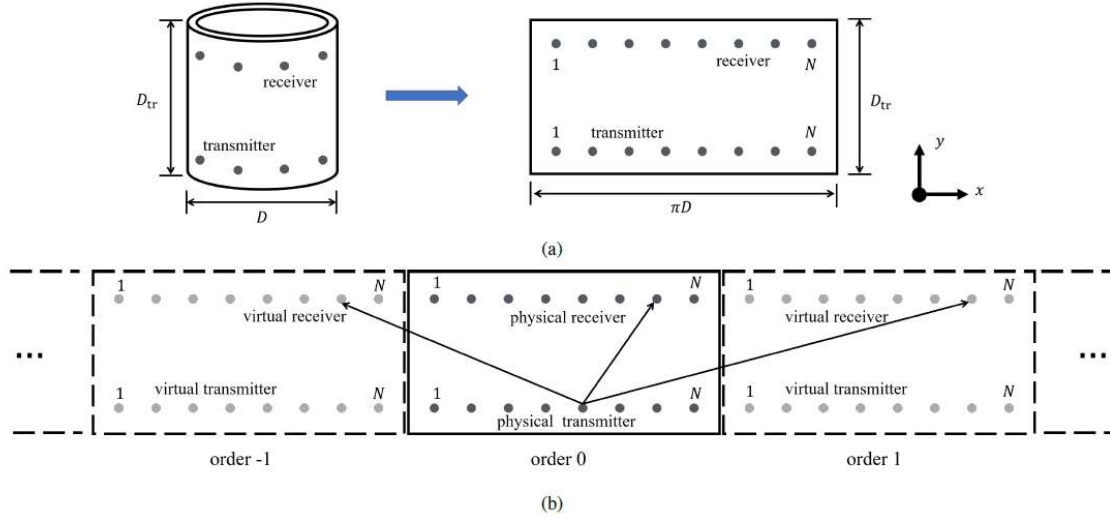 receiver
D_tr
transmitter
D
1 receiver N
1 transmitter N
D_tr
πD
y
x
(a)
1 N 1 N 1 N
virtual receiver physical receiver virtual receiver
... ...
1 virtual transmitter N 1 N 1 virtual transmitter N
physical transmitter
order -1 order 0 order 1
(b)